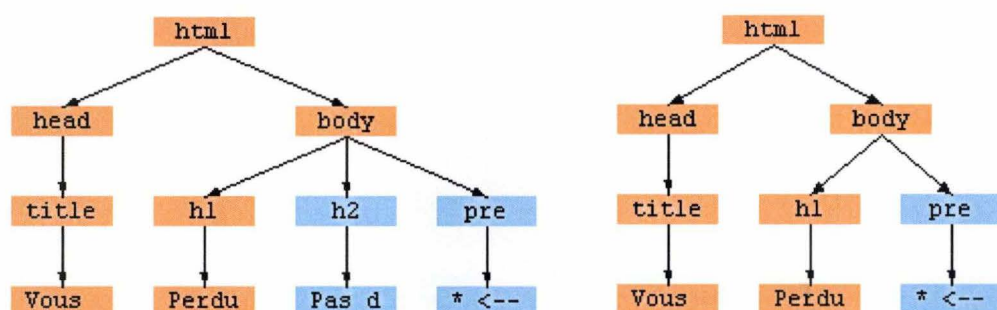 html
html
head
body
head
body
title
h1
h2
pre
title
h1
pre
Vous
Perdu
Pas d
* <--
Vous
Perdu
* <--